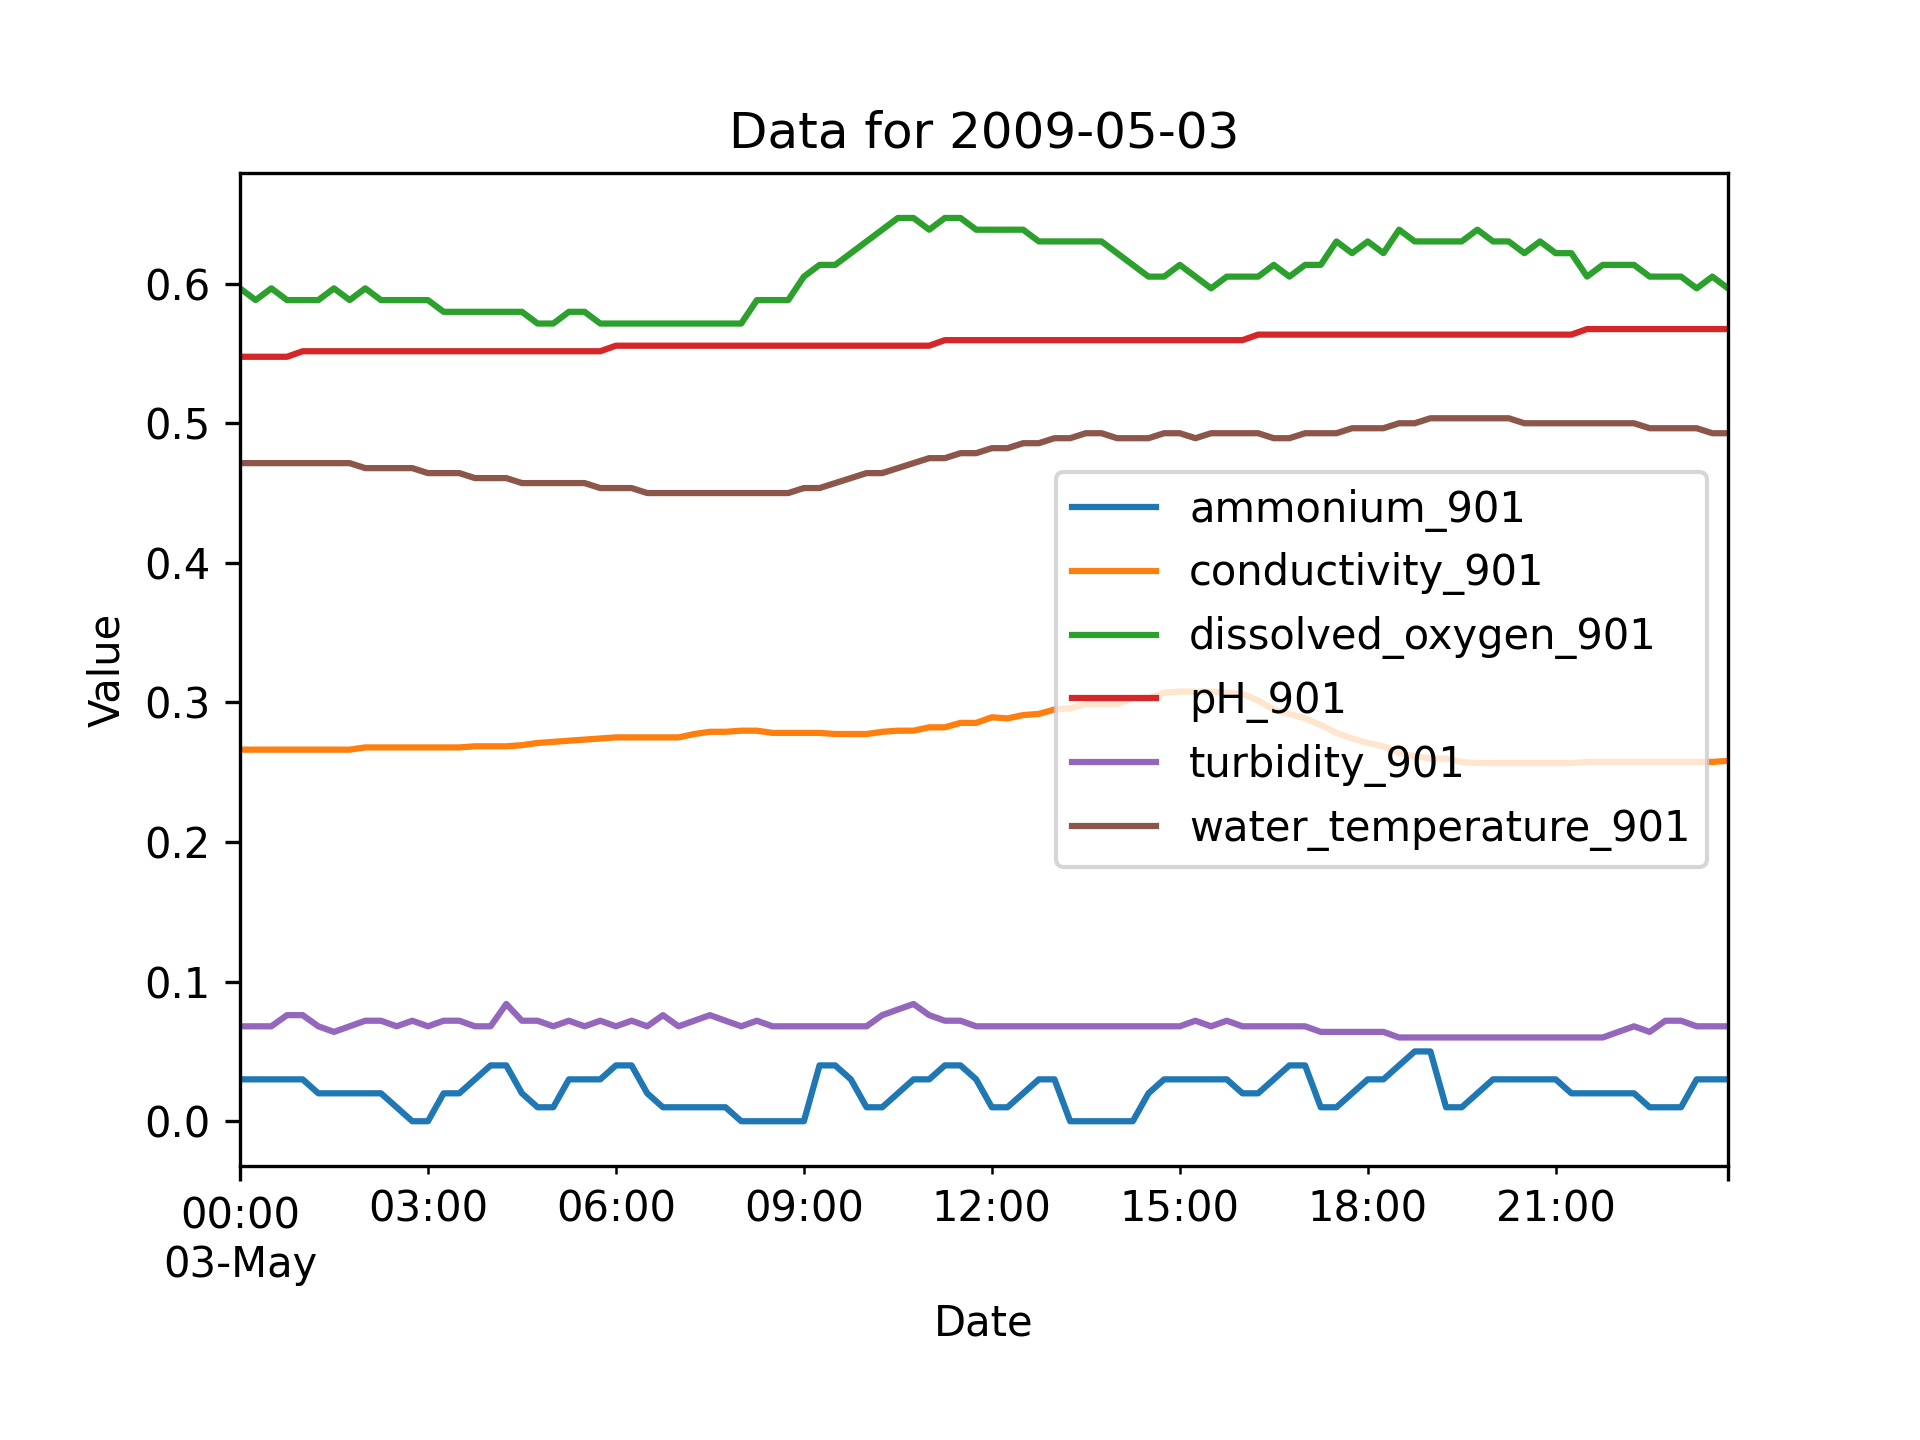 Data for 2009-05-03
Value
0.6
0.5
0.4
0.3
0.2
0.1
0.0
ammonium_901
conductivity_901
dissolved_oxygen_901
pH_901
turbidity_901
water_temperature_901
00:00 03:00 06:00 09:00 12:00 15:00 18:00 21:00
03-May
Date